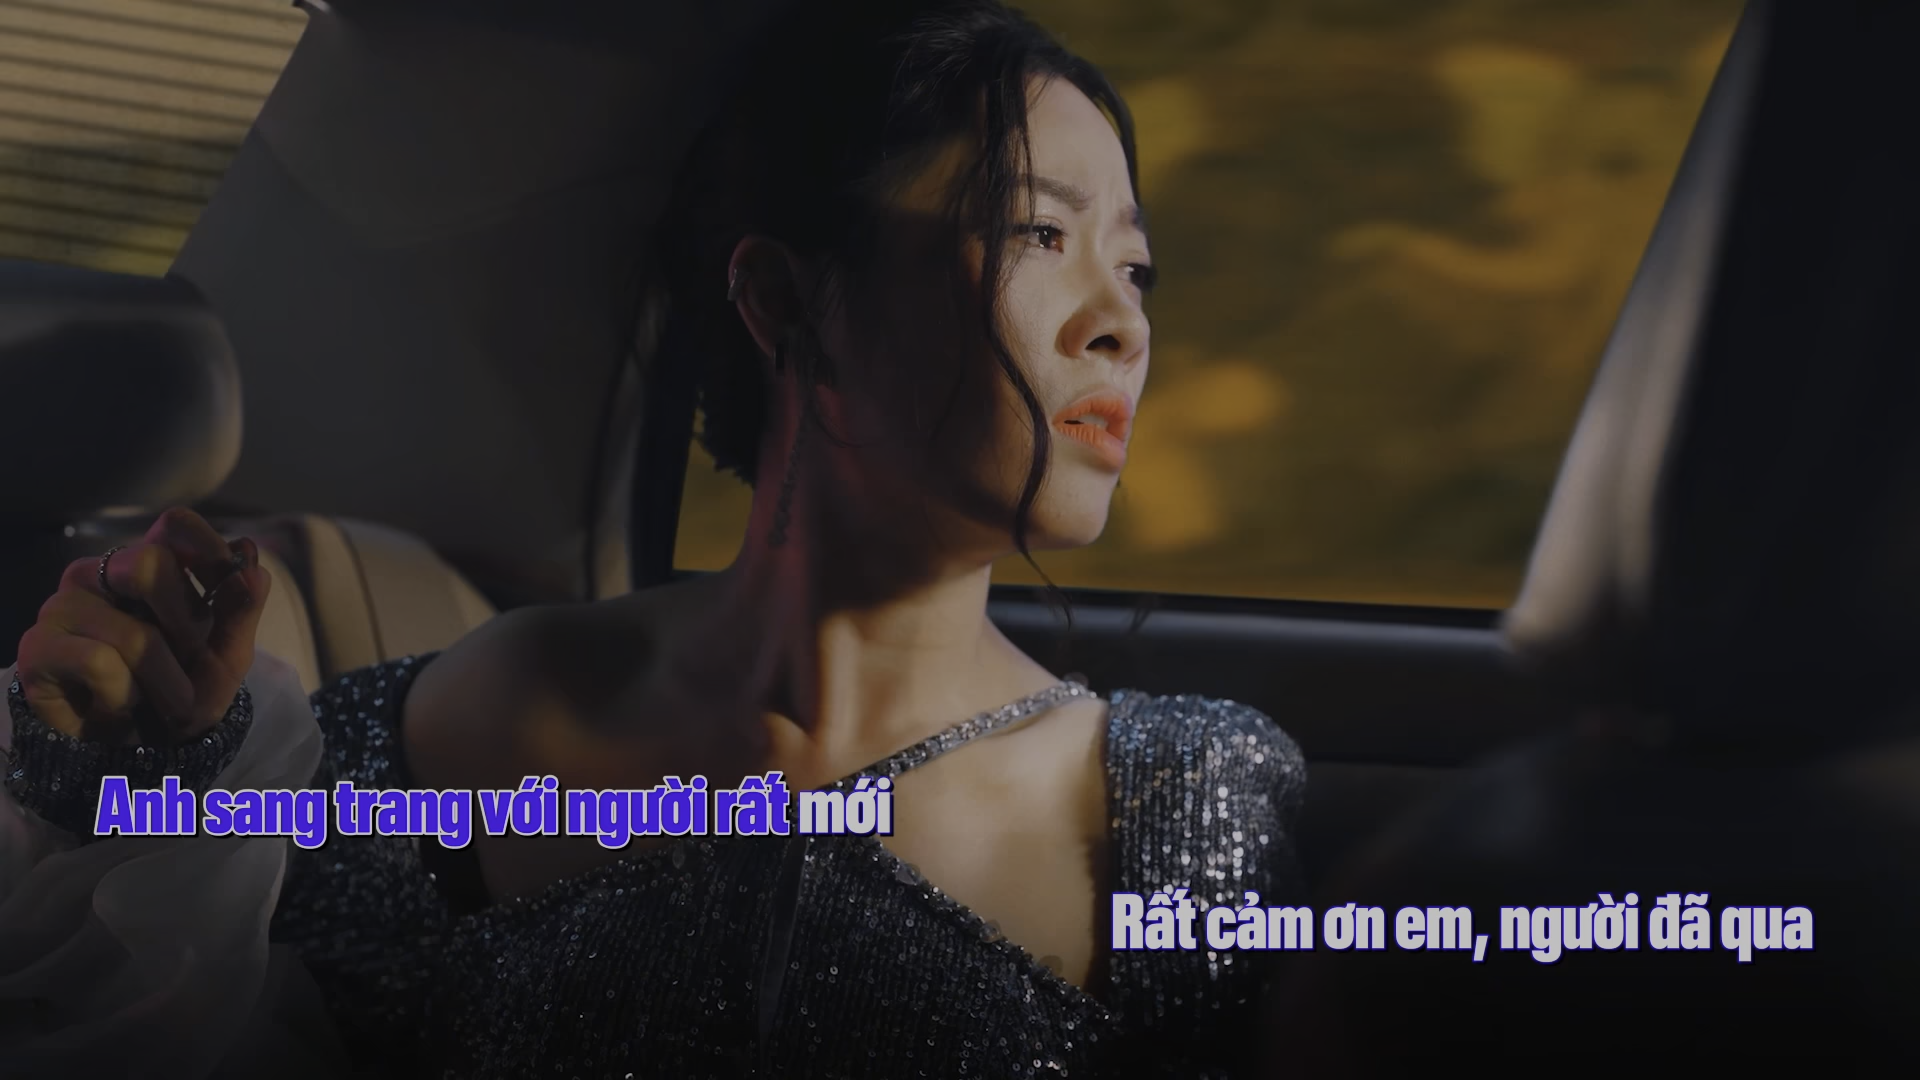 Anh sang trang với người rất mới
Rất cảm ơn em, người đã qua